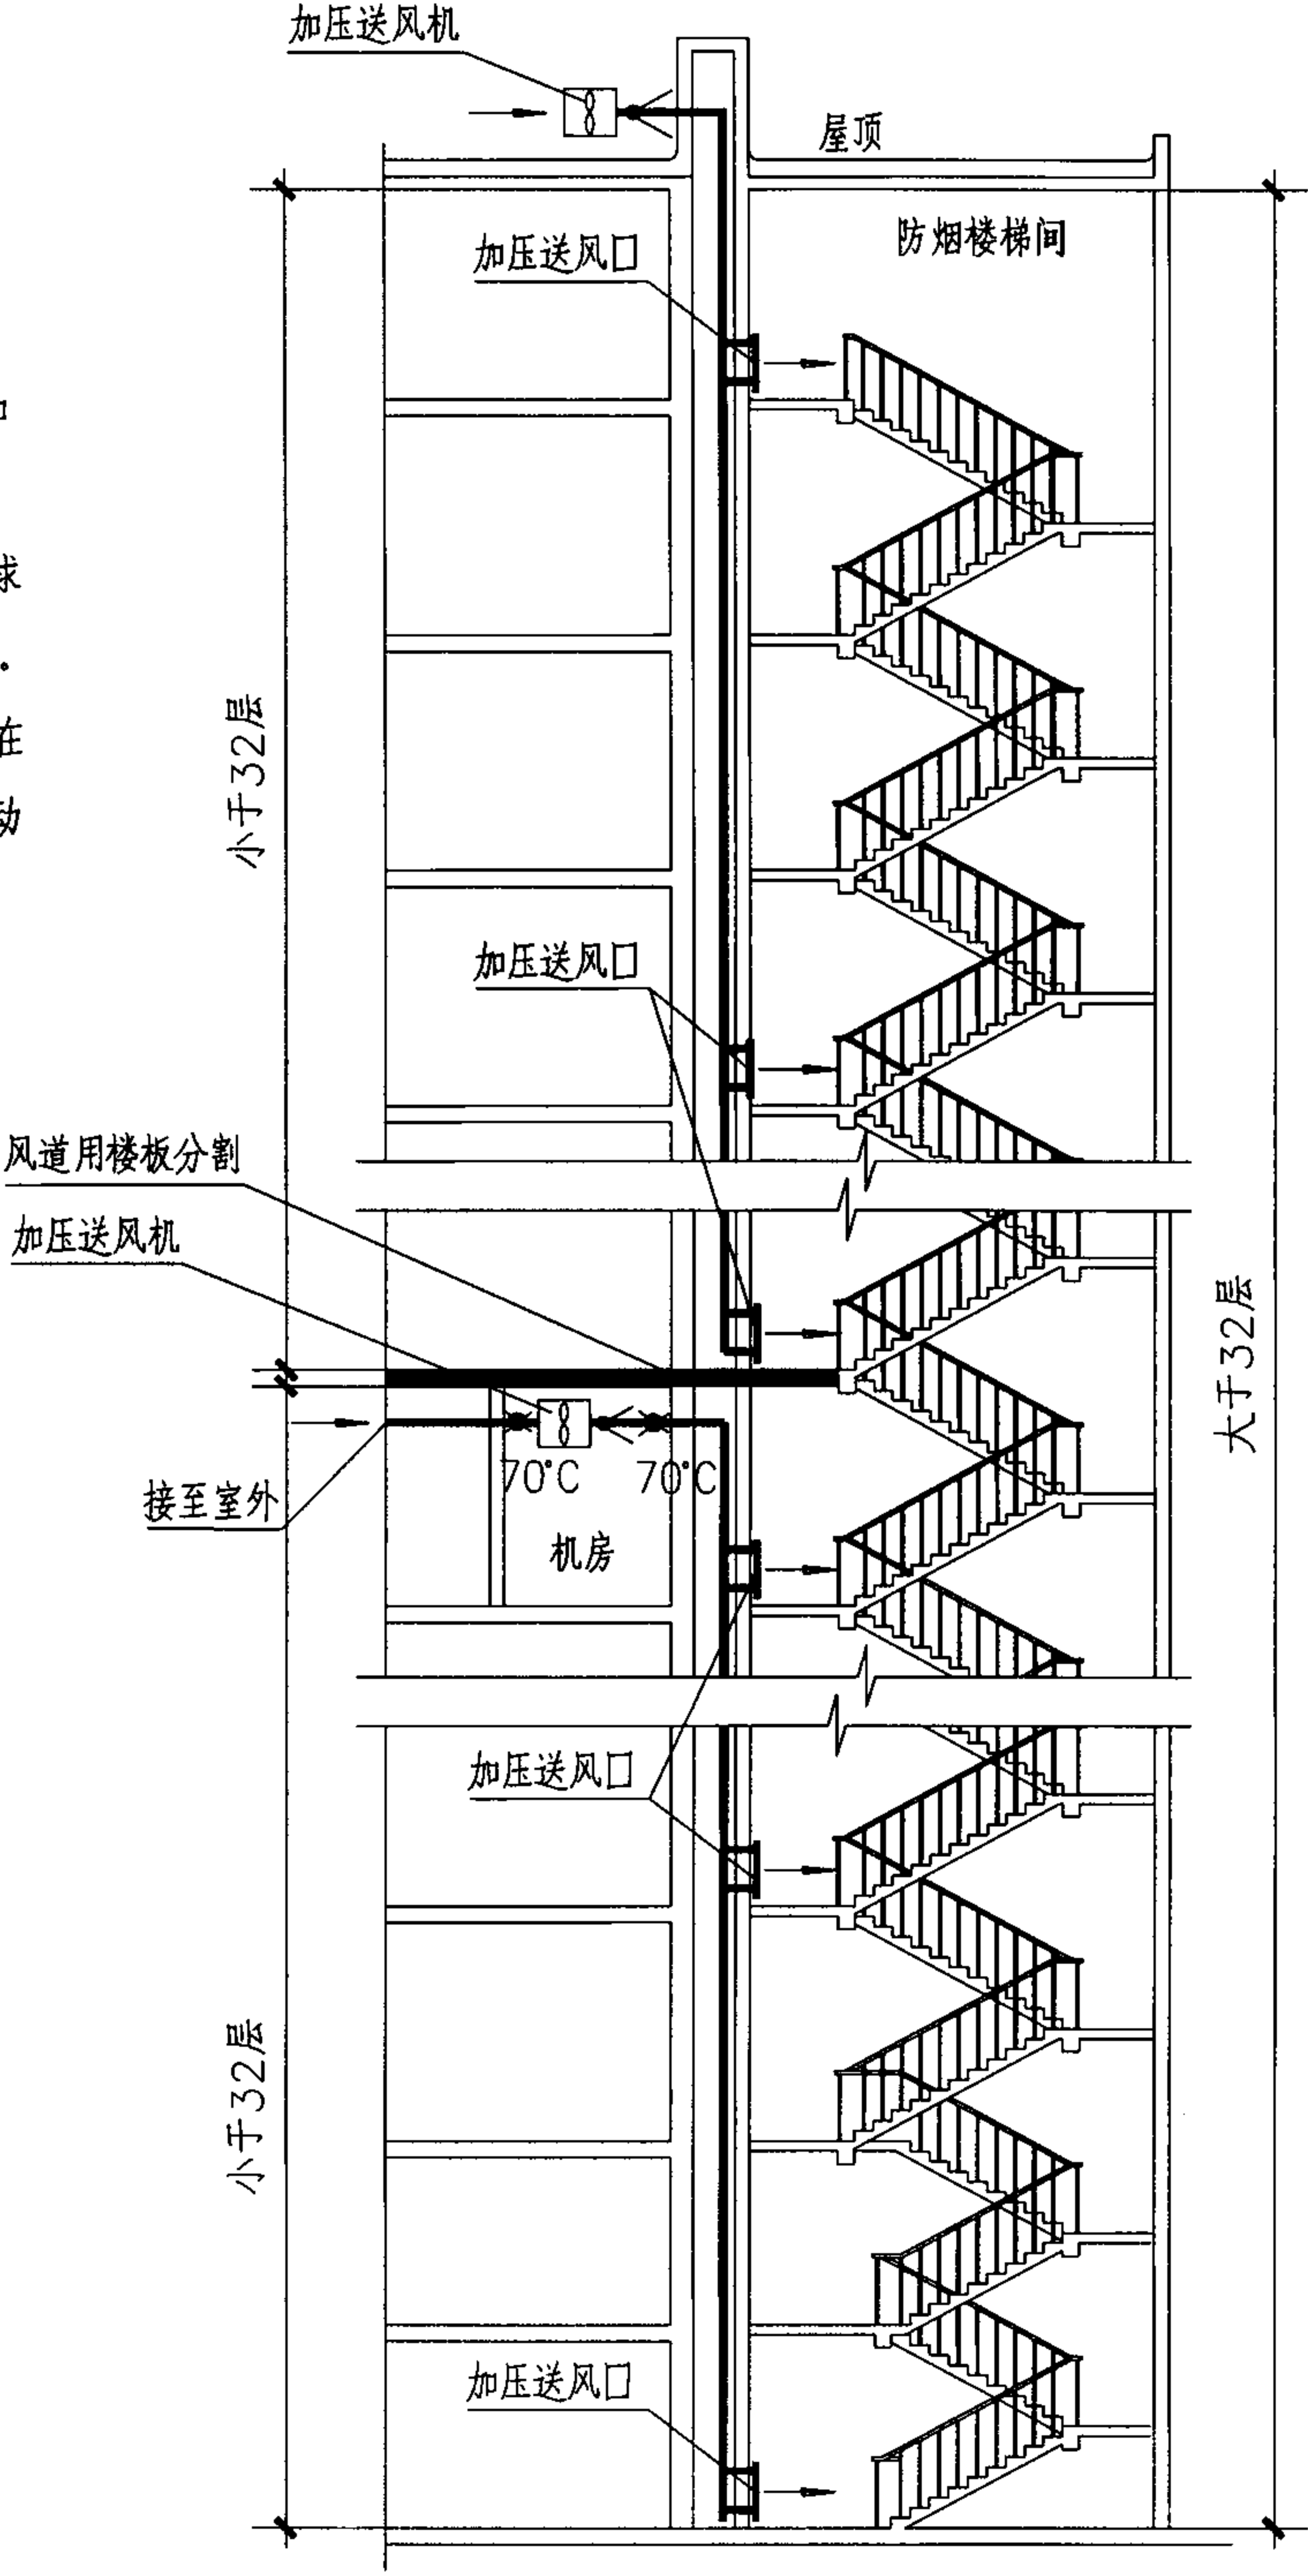 加压送风机
屋顶
防烟楼梯间
加压送风口
球
在
动
小于32层
加压送风口
风道用楼板分割
加压送风机
大于32层
70°C
70°C
接至室外
机房
加压送风口
小于32层
加压送风口